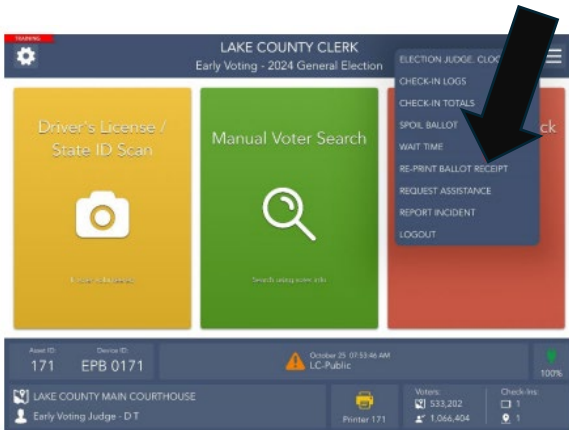 TRAINING
LAKE COUNTY CLERK
Early Voting - 2024 General Election
ELECTION JUDGE. CLOC
CHECK-IN LOGS
CHECK-IN TOTALS
SPOIL BALLOT
WAIT TIME
RE-PRINT BALLOT RECEIPT
REQUEST ASSISTANCE
REPORT INCIDENT
LOGOUT
Driver's License /
State ID Scan
Manual Voter Search
Search using voter info
ck
Asset ID:
171
Device ID:
EPB 0171
October 25 07:53:46 AM
LC-Public
100%
LAKE COUNTY MAIN COURTHOUSE
Early Voting Judge - D T
Printer 171
Voters:
533,202
1,066,404
Check-Ins:
1
1